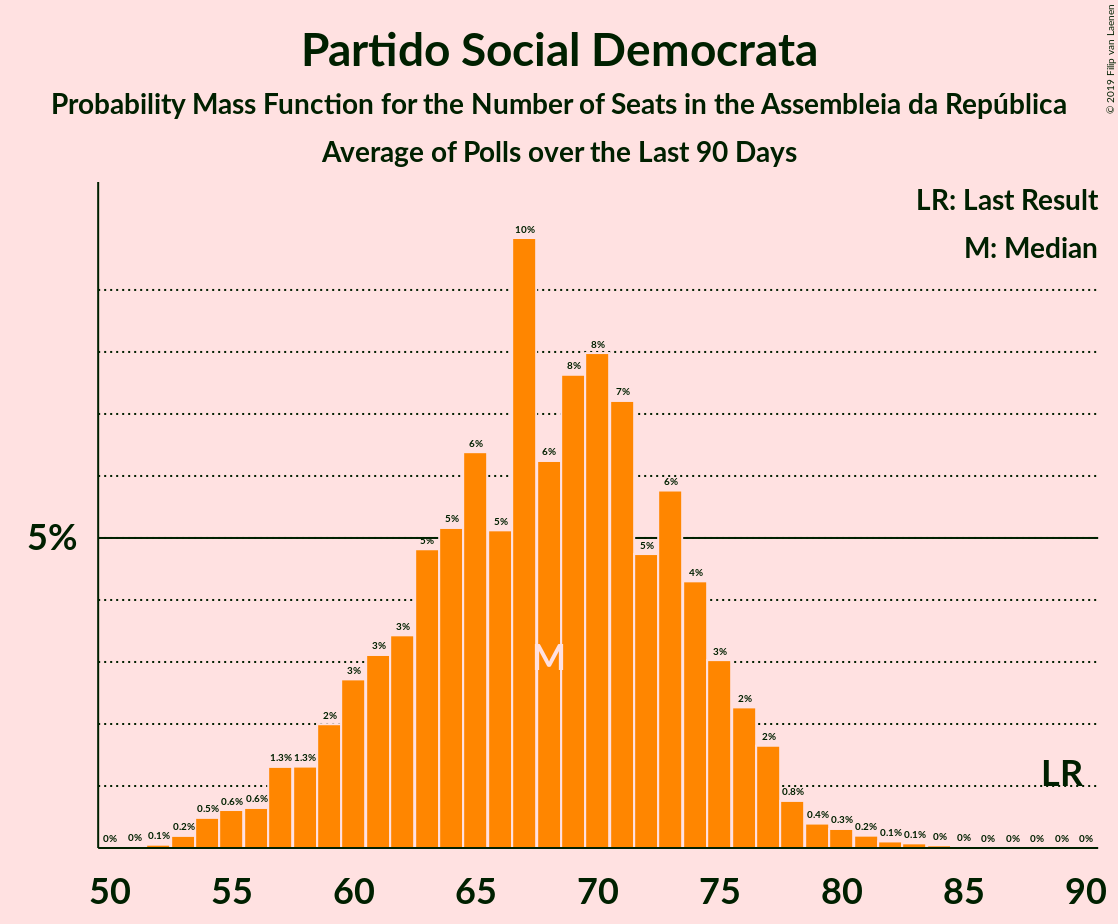 Partido Social Democrata
Probability Mass Function for the Number of Seats in the Assembleia da República
Average of Polls over the Last 90 Days
© 2019 Filip van Laenen
LR: Last Result
M: Median
5%
0% 0% 0.1% 0.2% 0.5% 0.6% 0.6% 1.3% 1.3% 2% 3% 3% 3% 5% 5% 6% 5% 10% 6% 8% 8% 7% 5% 6% 4% 3% 2% 2% 0.8% 0.4% 0.3% 0.2% 0.1% 0.1% 0% 0% 0% 0% 0% 0% 0%
M
LR
50 55 60 65 70 75 80 85 90